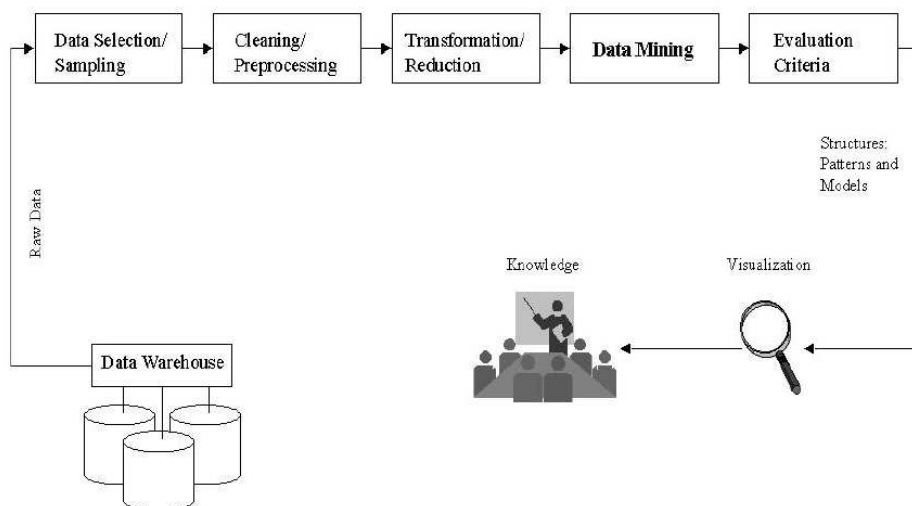 Data Selection/
Sampling
Cleaning/
Preprocessing
Transformation/
Reduction
Data Mining
Evaluation
Criteria
Structures:
Patterns and
Models
Raw Data
Knowledge
Visualization
Data Warehouse